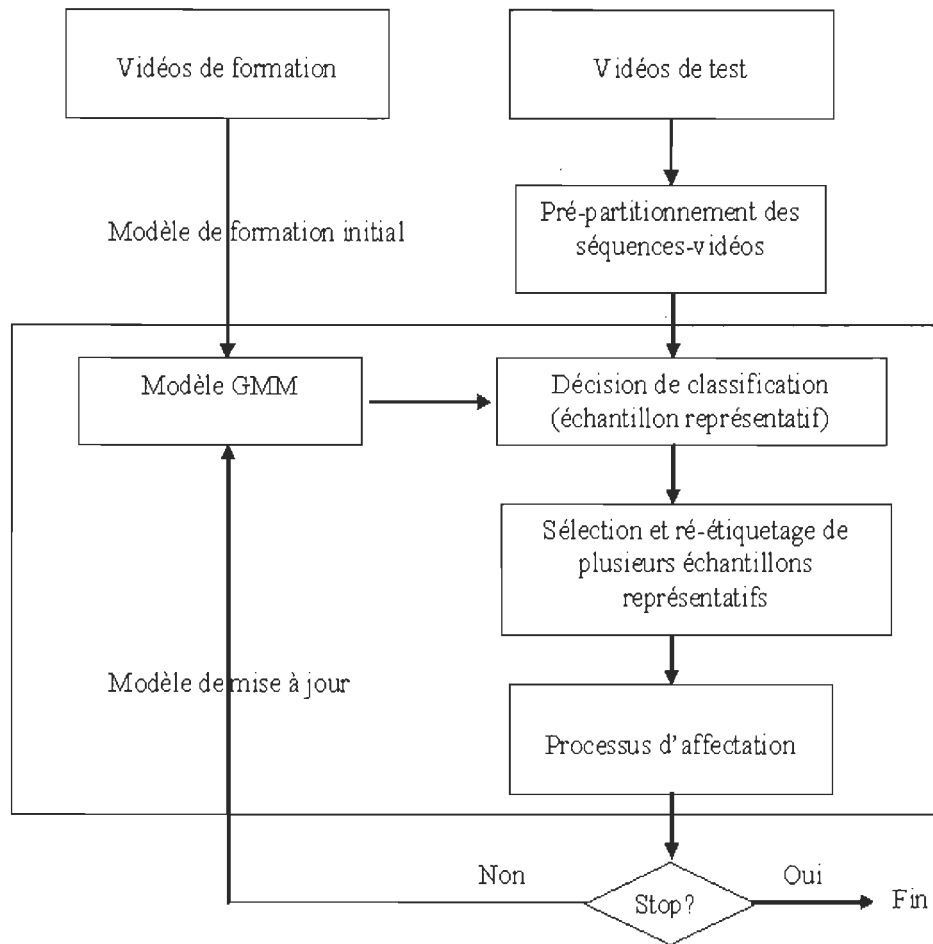 Vidéos de formation
Vidéos de test
Modèle de formation initial
Pré-partitionnement des
séquences-vidéos
Modèle GMM
Décision de classification
(échantillon représentatif)
Sélection et ré-étiquetage de
plusieurs échantillons
représentatifs
Modèle de mise à jour
Processus d'affectation
Non
Stop?
Oui
Fin